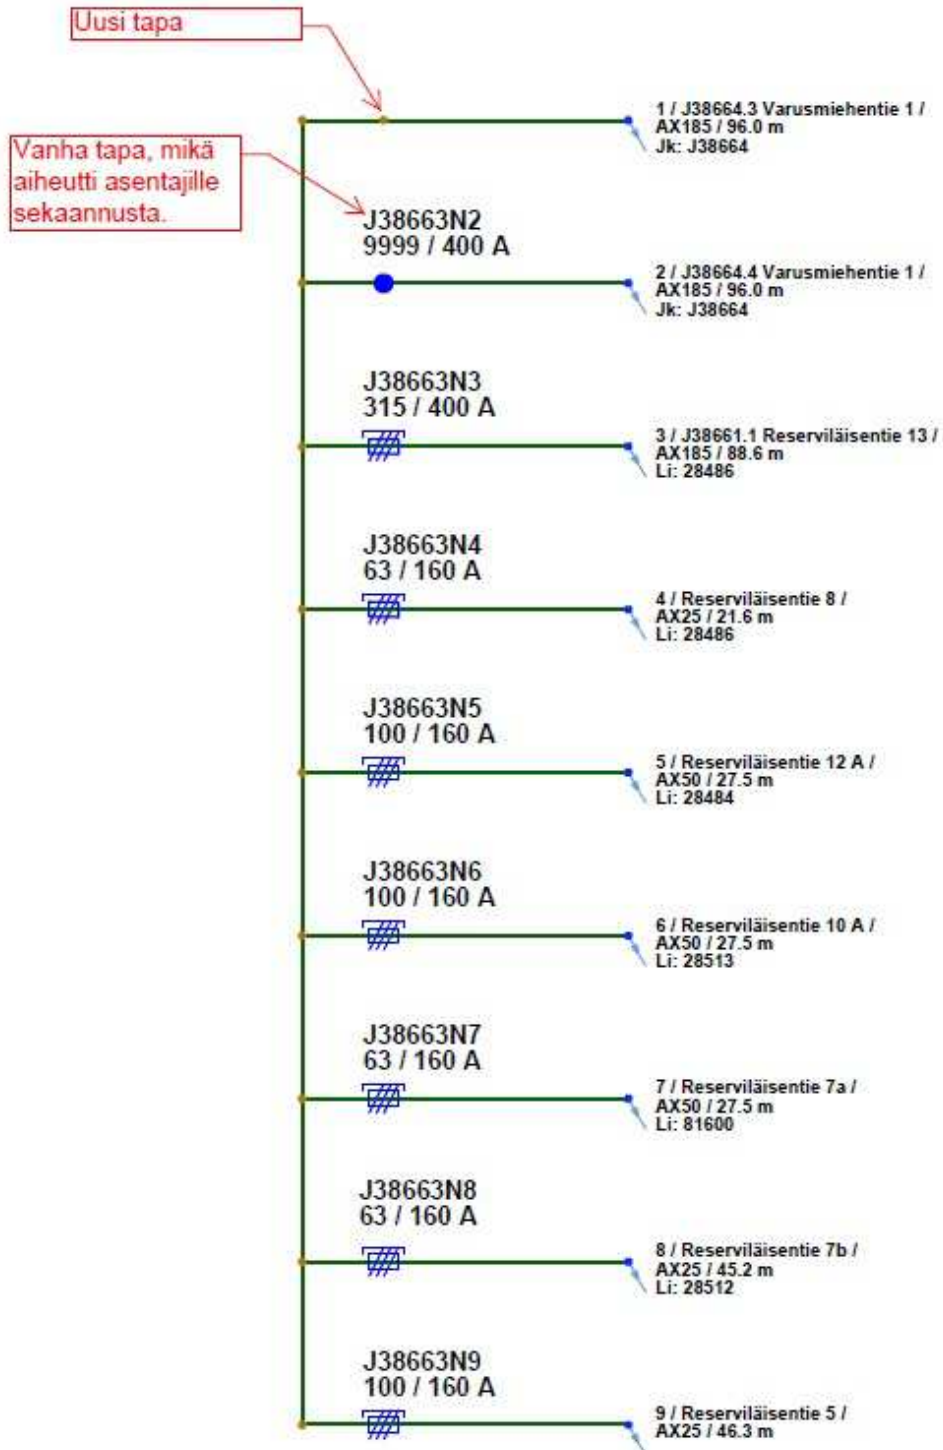 Uusi tapa
1 / J38664.3 Varusmiehentie 1 /
AX185 / 96.0 m
Jk: J38664
Vanha tapa, mikä
aiheutti asentajille
sekaannusta.
J38663N2
9999 / 400 A
2 / J38664.4 Varusmiehentie 1 /
AX185 / 96.0 m
Jk: J38664
J38663N3
315 / 400 A
3 / J38661.1 Reserviläisentie 13 /
AX185 / 88.6 m
Li: 28486
J38663N4
63 / 160 A
4 / Reserviläisentie 8 /
AX25 / 21.6 m
Li: 28486
J38663N5
100 / 160 A
5 / Reserviläisentie 12 A /
AX50 / 27.5 m
Li: 28484
J38663N6
100 / 160 A
6 / Reserviläisentie 10 A /
AX50 / 27.5 m
Li: 28513
J38663N7
63 / 160 A
7 / Reserviläisentie 7a /
AX50 / 27.5 m
Li: 81600
J38663N8
63 / 160 A
8 / Reserviläisentie 7b /
AX25 / 45.2 m
Li: 28512
J38663N9
100 / 160 A
9 / Reserviläisentie 5 /
AX25 / 46.3 m